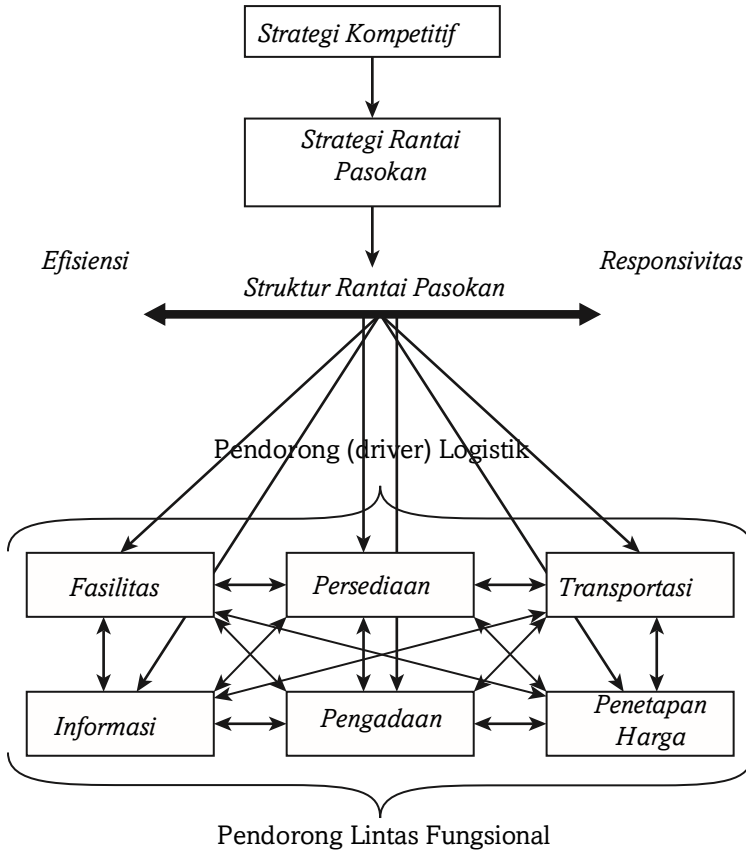 Strategi Kompetitif
Strategi Rantai
Pasokan
Efisiensi
Responsivitas
Struktur Rantai Pasokan
Pendorong (driver) Logistik
Fasilitas
Persediaan
Transportasi
Informasi
Pengadaan
Penetapan
Harga
Pendorong Lintas Fungsional